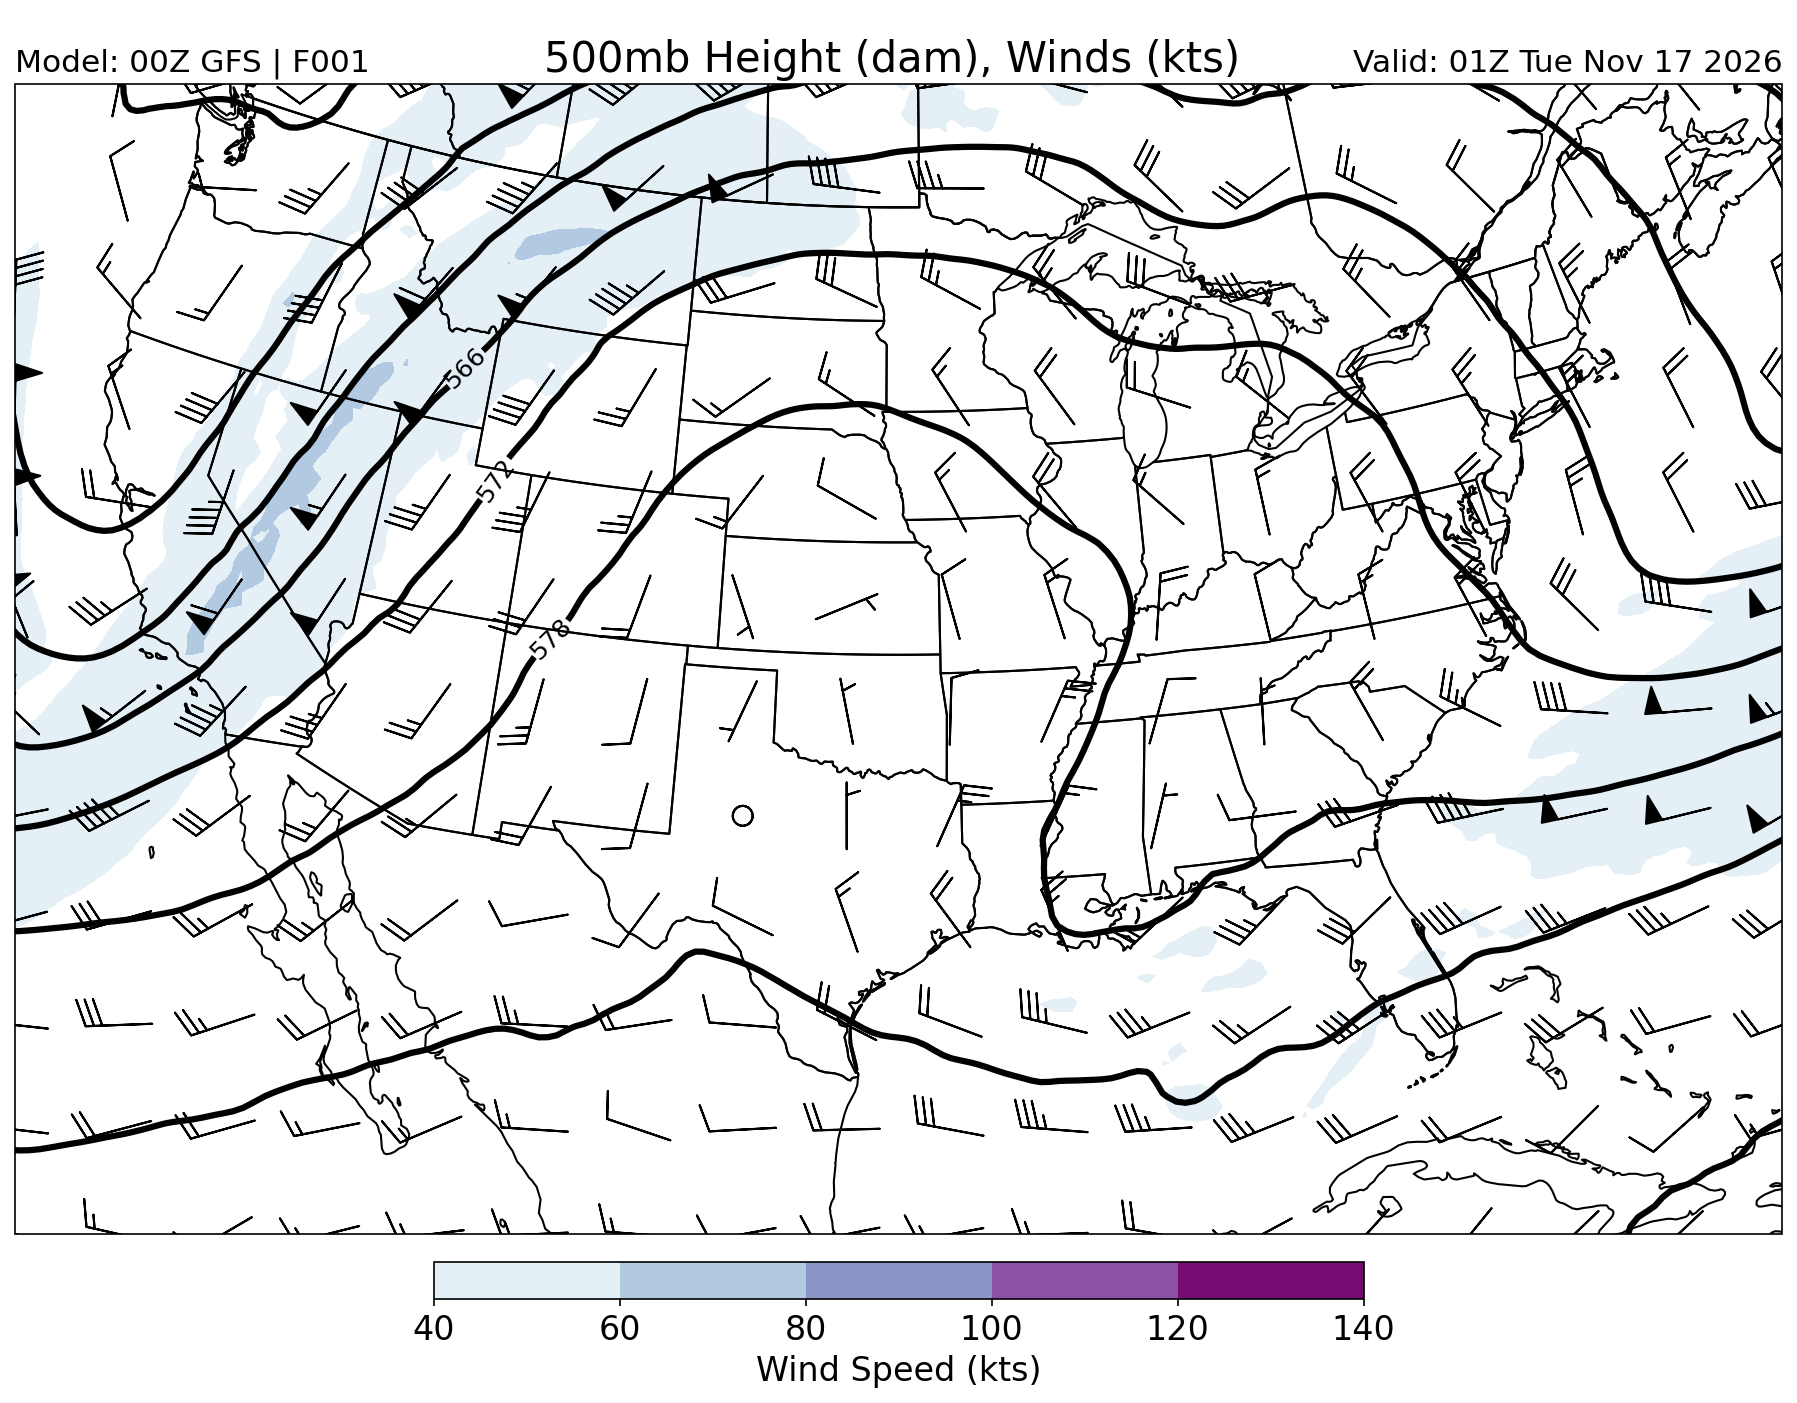 500mb Height (dam), Winds (kts)
Model: 00Z GFS | F001
Valid: 01Z Tue Nov 17 2026
566
572
578
40 60 80 100 120 140
Wind Speed (kts)